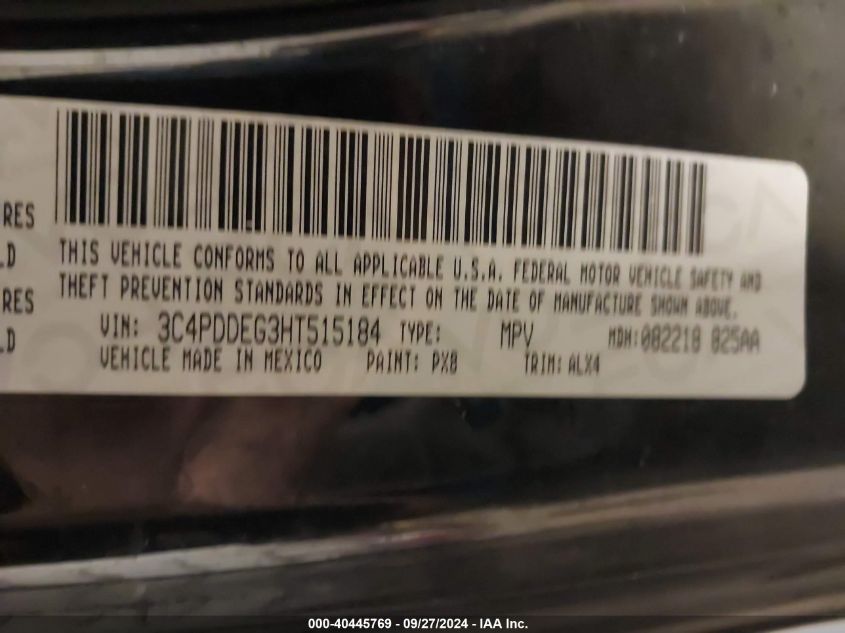 RES
LD
RES
LD
THIS VEHICLE CONFORMS TO ALL APPLICABLE U.S.A. FEDERAL MOTOR VEHICLE SAFETY AND
THEFT PREVENTION STANDARDS IN EFFECT ON THE DATE OF MANUFACTURE SHOWN ABOVE.
VIN: 3C4PDDEG3HT515184 TYPE: MPV MDH:082218 825AA
VEHICLE MADE IN MEXICO PAINT: PX8 TRIM: ALX4
000-40445769 - 09/27/2024 - IAA Inc.